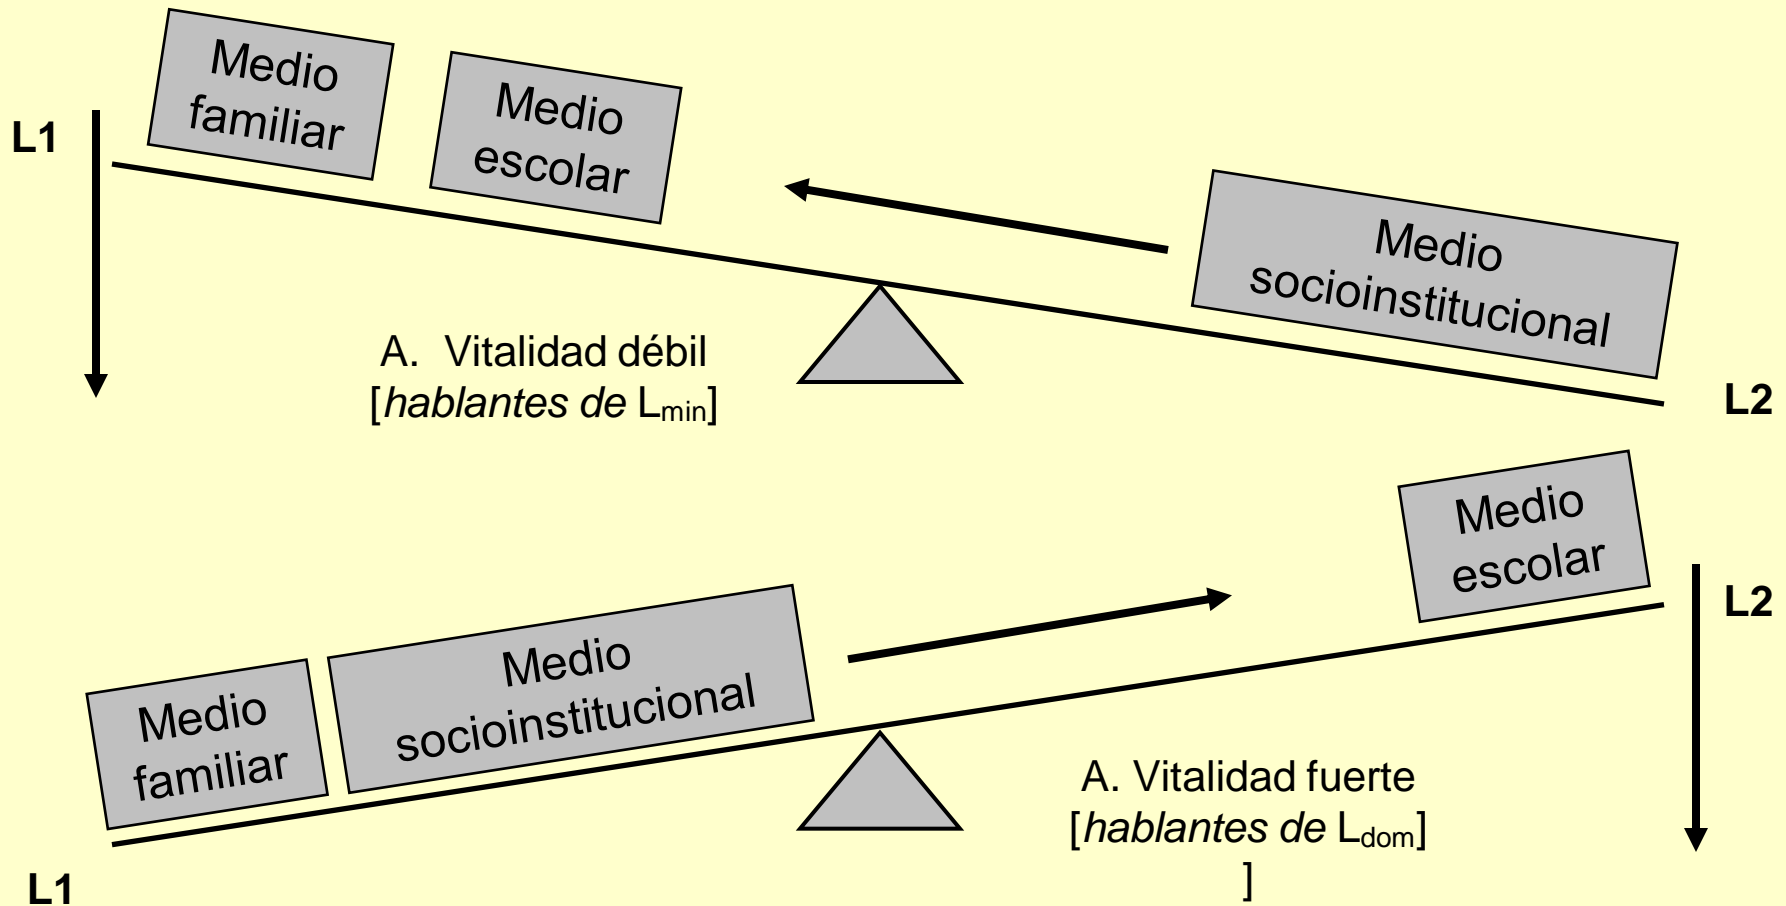 Medio
familiar
Medio
escolar
L1
Medio
socioinstitucional
A. Vitalidad débil
[hablantes de Lmin]
L2
Medio
escolar
L2
Medio
socioinstitucional
Medio
familiar
A. Vitalidad fuerte
[hablantes de Ldom]
]
L1